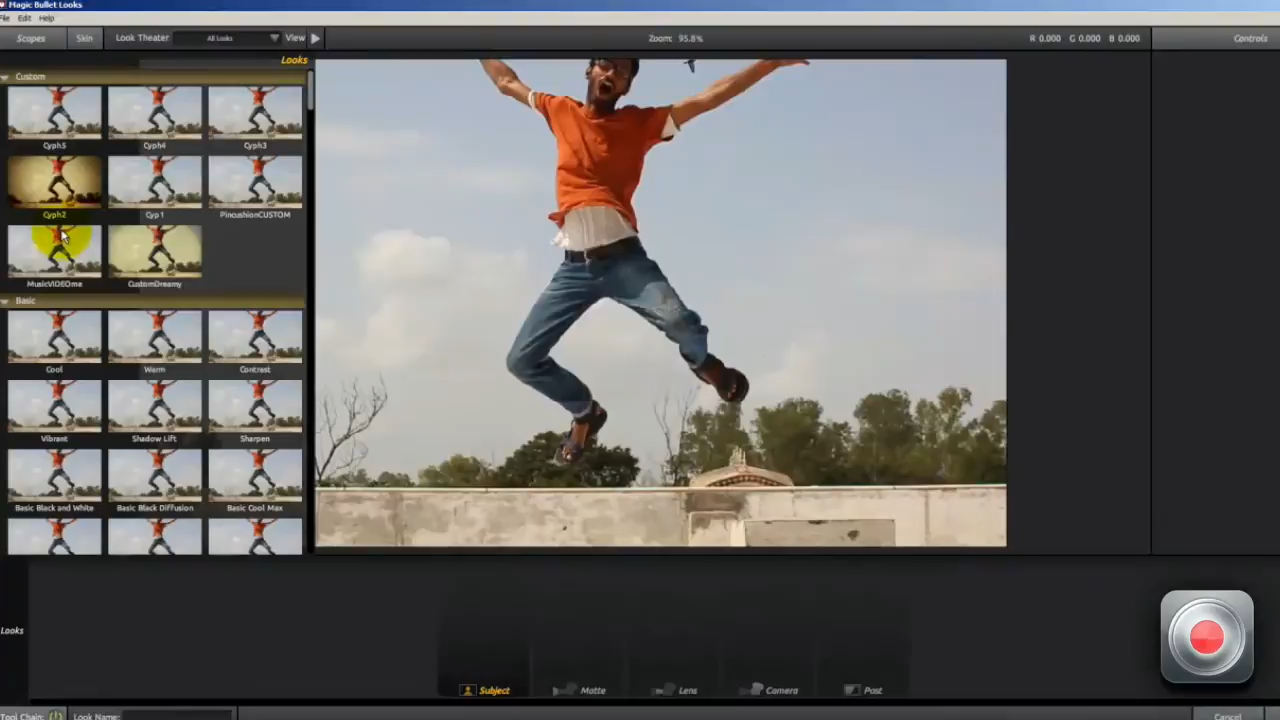 Magic Bullet Looks
File Edit Help
Scopes Skin Look Theater All Looks View Zoom: 95.8% R 0.000 G 0.000 B 0.000 Controls
Looks
Custom
Cyph5 Cyph4 Cyph3
Cyph2 Cyp1 PincushionCUSTOM
MusicVIDEOme CustomDreamy
Basic
Cool Warm Contrast
Vibrant Shadow Lift Sharpen
Basic Black and White Basic Black Diffusion Basic Cool Max
Looks
Subject Matte Lens Camera Post
Tool Chain: Look Name: Cancel